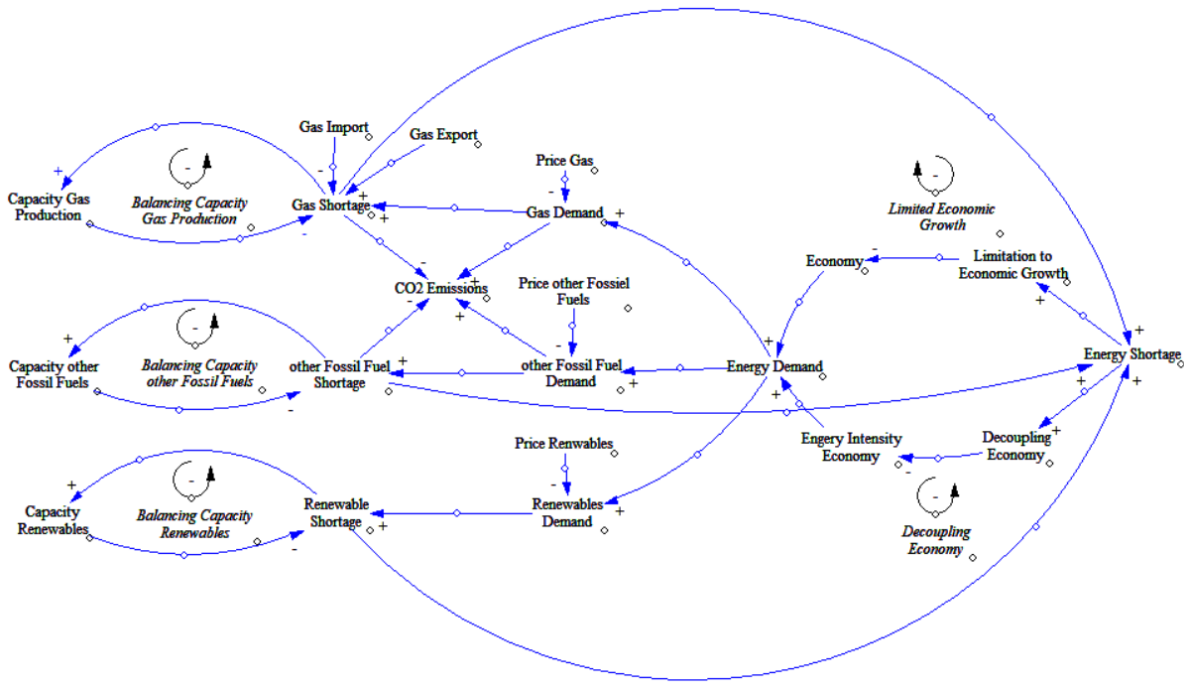 Gas Import
Gas Export
-
+
-
Price Gas
-
Capacity Gas
Production
-
Balancing Capacity
Gas Production
-
+
Gas Shortage
+
-
Gas Demand
+
-
Limited Economic
Growth
-
Economy
Limitation to
Economic Growth
+
-
CO2 Emissions
+
-
+
Price other Fossiel
Fuels
-
+
Capacity other
Fossil Fuels
-
Balancing Capacity
other Fossil Fuels
-
other Fossil Fuel
Shortage
+
other Fossil Fuel
Demand
+
+
Energy Demand
+
+
Energy Shortage
+
+
Engery Intensity
Economy
-
Decoupling
Economy
+
-
Decoupling
Economy
Price Renwables
-
Renewables
Demand
+
+
Capacity
Renewables
-
Balancing Capacity
Renewables
-
Renewable
Shortage
+